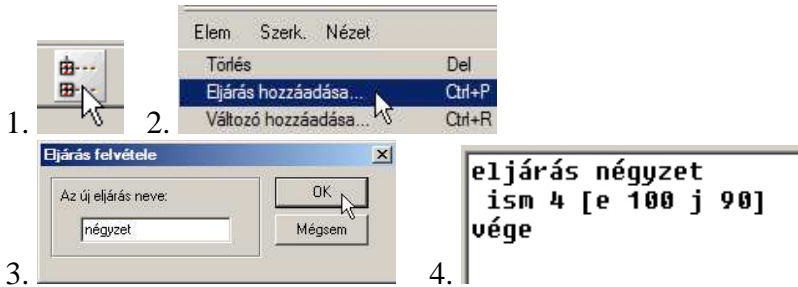 1.
2.
Elem Szerk. Nézet
Törlés Del
Eljárás hozzáadása... Ctrl+P
Változó hozzáadása... Ctrl+R
3.
Eljárás felvétele
Az új eljárás neve:
négyzet
OK
Mégsem
4.
eljárás négyzet
ism 4 [e 100 j 90]
vége